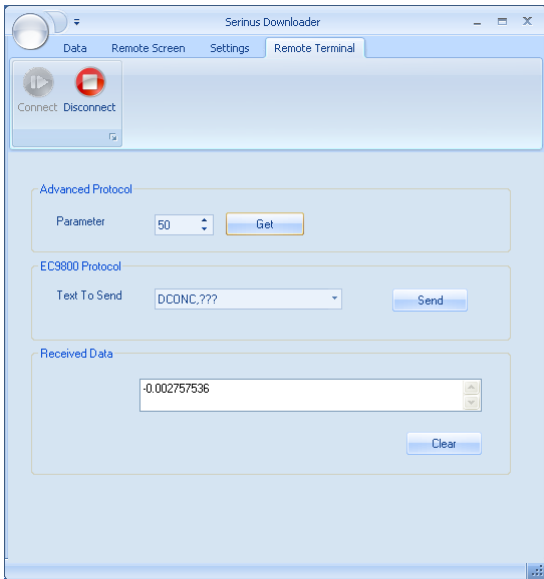 Serinus Downloader
Data Remote Screen Settings Remote Terminal
Connect Disconnect
Advanced Protocol
Parameter 50 Get
EC9800 Protocol
Text To Send DCONC,??? Send
Received Data
-0.002757536
Clear